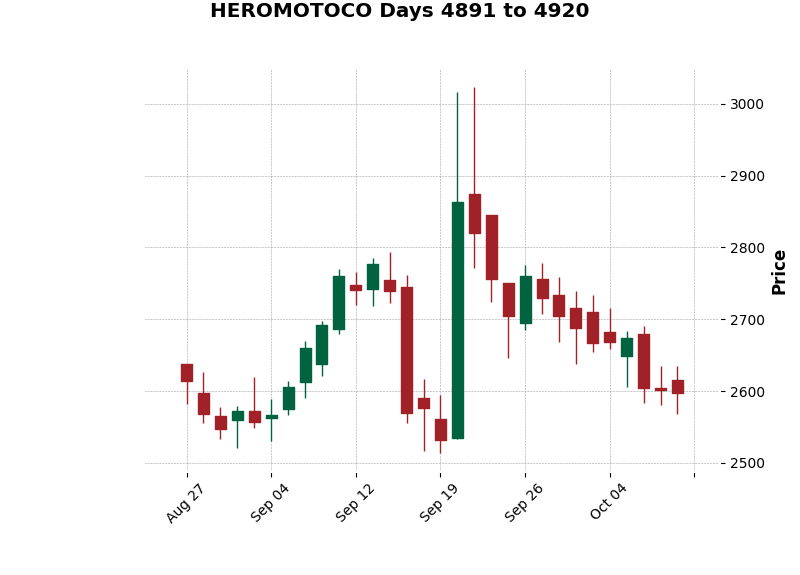 HEROMOTOCO Days 4891 to 4920
3000
2900
2800
2700
2600
2500
Price
Aug 27
Sep 04
Sep 12
Sep 19
Sep 26
Oct 04